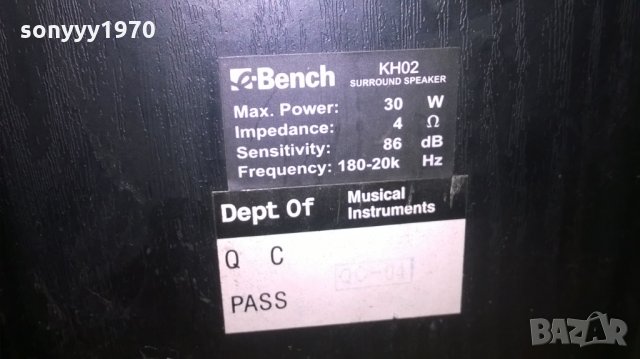 sonyyy1970
e-Bench
KH02
SURROUND SPEAKER
Max. Power: 30 W
Impedance: 4 Ω
Sensitivity: 86 dB
Frequency: 180-20k Hz
Dept Of Musical
Instruments
Q C
QC-04
PASS
BAZAR